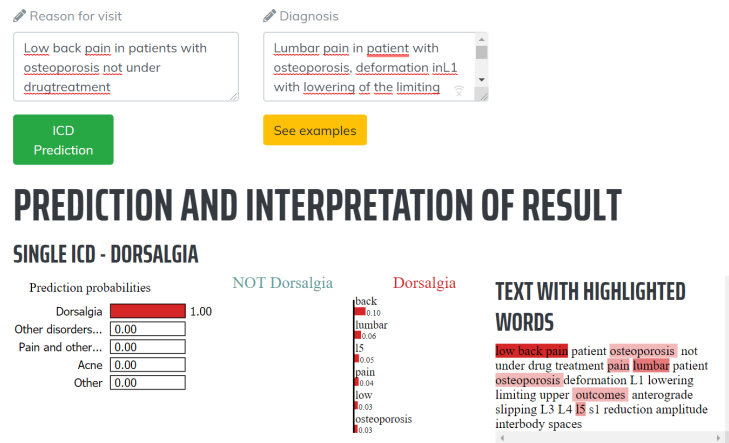 Reason for visit
Low back pain in patients with
osteoporosis not under
drugtreatment
Diagnosis
Lumbar pain in patient with
osteoporosis, deformation inL1
with lowering of the limiting
ICD
Prediction
See examples
PREDICTION AND INTERPRETATION OF RESULT
SINGLE ICD - DORSALGIA
Prediction probabilities
Dorsalgia 1.00
Other disorders... 0.00
Pain and other... 0.00
Acne 0.00
Other 0.00
NOT Dorsalgia Dorsalgia
back
0.10
lumbar
0.06
l5
0.05
pain
0.04
low
0.03
osteoporosis
0.03
TEXT WITH HIGHLIGHTED
WORDS
low back pain patient osteoporosis not
under drug treatment pain lumbar patient
osteoporosis deformation L1 lowering
limiting upper outcomes anterograde
slipping L3 L4 l5 s1 reduction amplitude
interbody spaces